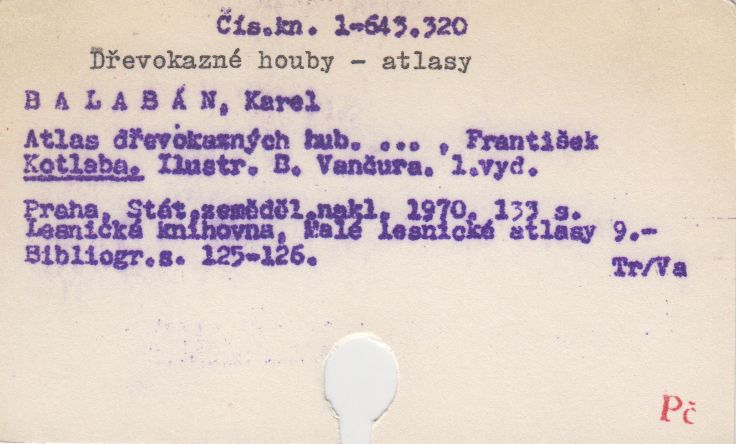 Čís.kn. 1-643.320
Dřevokazné houby - atlasy
B A L A B Á N, Karel
Atlas dřevokazných hub. ... , František
Kotlaba. Ilustr. B. Vančura. 1.vyd.
Praha, Stát.zeměděl.nakl. 1970. 133 s.
Lesnická knihovna, Malé lesnické atlasy 9.-
Bibliogr.s. 125-126.
Tr/Va
Pč